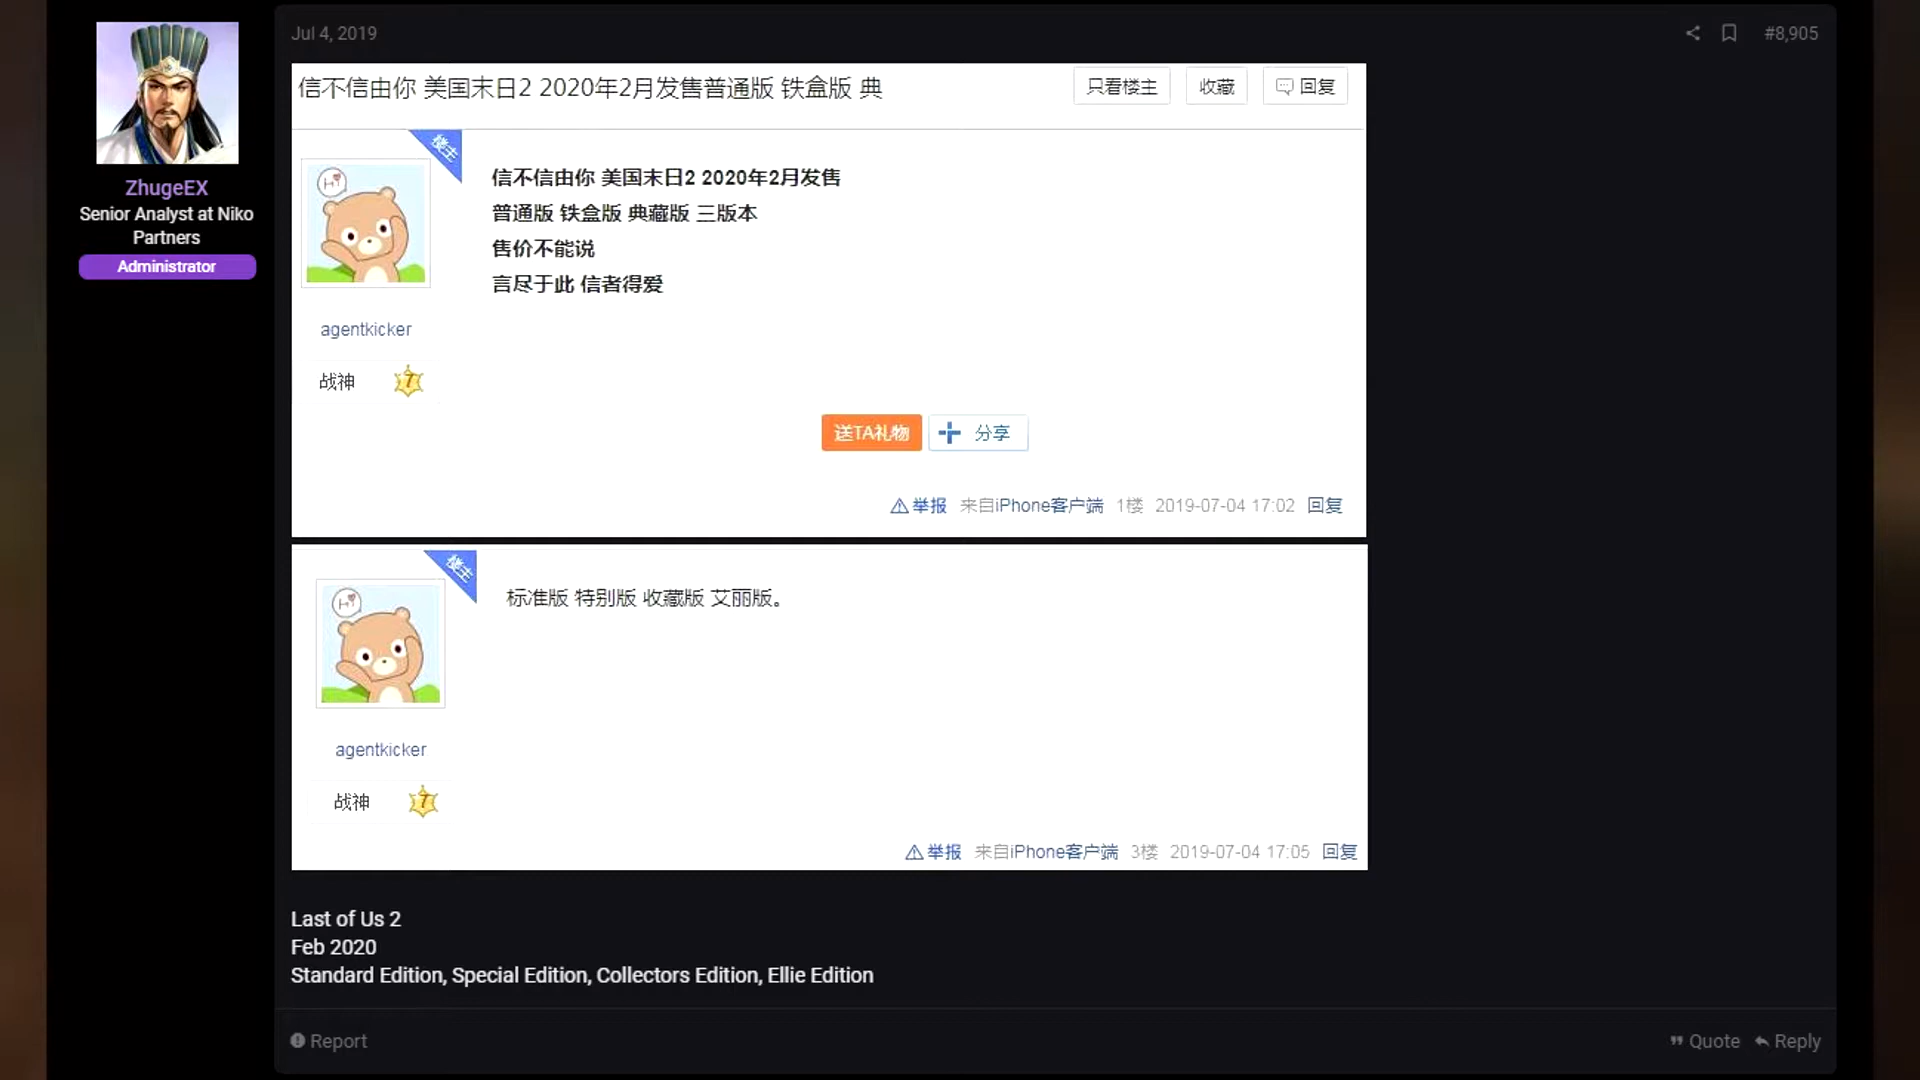 Jul 4, 2019
#8,905
ZhugeEX
Senior Analyst at Niko
Partners
Administrator
信不信由你 美国末日2 2020年2月发售普通版 铁盒版 典
只看楼主
收藏
回复
楼主
Hi
信不信由你 美国末日2 2020年2月发售
普通版 铁盒版 典藏版 三版本
售价不能说
言尽于此 信者得爱
agentkicker
战神 7
送TA礼物
分享
举报 来自iPhone客户端 1楼 2019-07-04 17:02 回复
楼主
Hi
标准版 特别版 收藏版 艾丽版。
agentkicker
战神 7
举报 来自iPhone客户端 3楼 2019-07-04 17:05 回复
Last of Us 2
Feb 2020
Standard Edition, Special Edition, Collectors Edition, Ellie Edition
Report
Quote
Reply